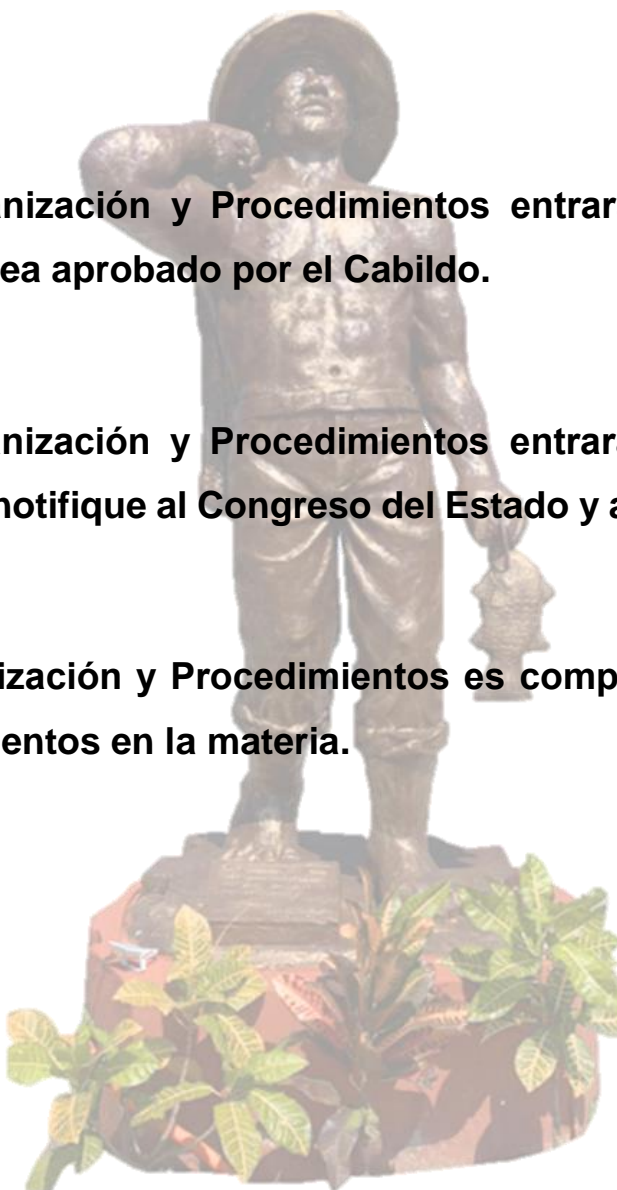 nización y Procedimientos entrar
ea aprobado por el Cabildo.
nización y Procedimientos entrará
notifique al Congreso del Estado y a
ización y Procedimientos es comp
entos en la materia.